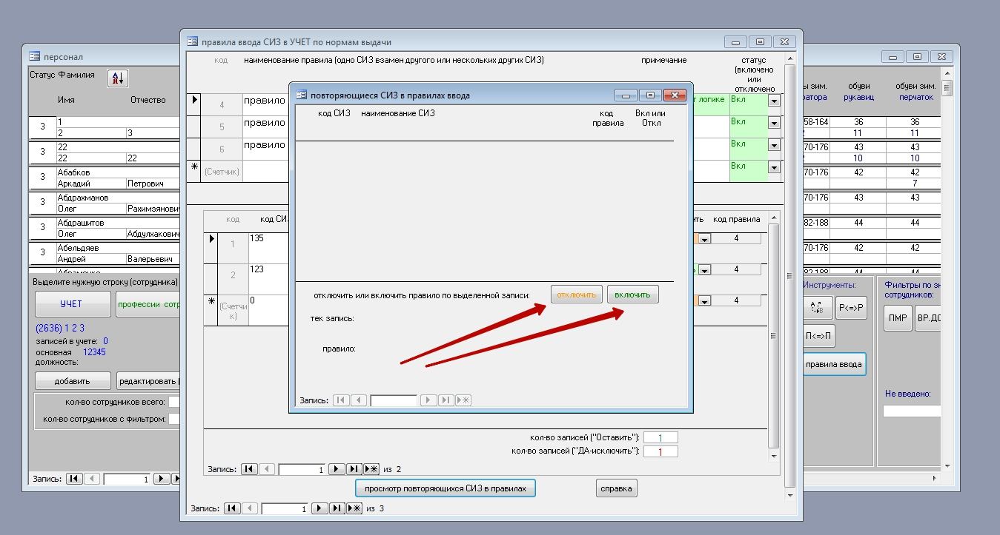 правила ввода СИЗ в УЧЕТ по нормам выдачи
код наименование правила (одно СИЗ взамен другого или нескольких других СИЗ) примечание статус
(включено
или
отключено
4 правило т логике Вкл
5 правило Вкл
6 правило Вкл
(Счетчик) Вкл
код код СИ ть код правила
1 135 4
2 123 4
(Счетчи
к) 0 4
кол-во записей ("Оставить"): 1
кол-во записей ("ДА-исключить"): 1
Запись: 1 из 2
просмотр повторяющихся СИЗ в правилах справка
Запись: 1 из 3
повторяющиеся СИЗ в правилах ввода
код СИЗ наименование СИЗ код
правила Вкл или
Откл
отключить или включить правило по выделенной записи: отключить включить
тек запись:
правило:
Запись:
персонал
Статус Фамилия
Имя Отчество
3 1
2 3
3 22
22 22
3 Абабков
Аркадий Петрович
3 Абдрахманов
Олег Рахимзянови
3 Абдрашитов
Олег Абдулхакович
3 Абельдяев
Андрей Валерьевич
Выделите нужную строку (сотрудника)
УЧЕТ профессии сотр
(2636) 1 2 3
записей в учете: 0
основная 12345
должность:
добавить редактировать
кол-во сотрудников всего:
кол-во сотрудников с фильтром:
Запись: 1
ы зим. обуви обуви зим.
ратора рукавиц перчаток
58-164 36 36
11 11
70-176 43 43
10 10
70-176 42 42
7
70-176 43 43
82-188 44 44
70-176 42 42
82-188 44 44
Инструменты: Фильтры по зн
сотрудников:
Р<=>Р ПМР ВР.ДО
П<=>П
правила ввода
Не введено: